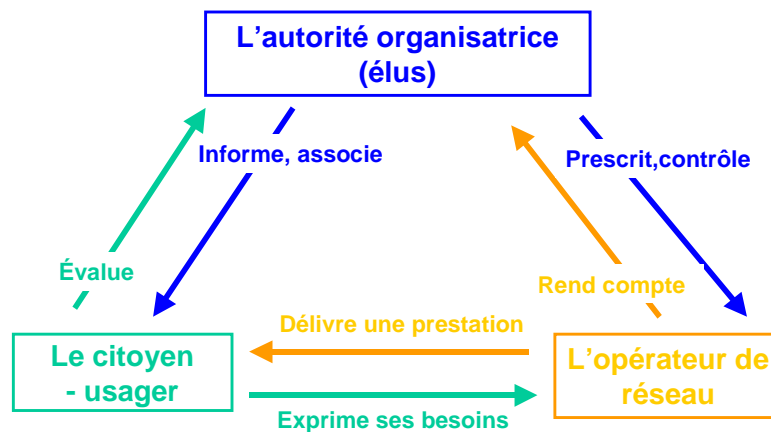 L'autorité organisatrice
(élus)
Informe, associe
Prescrit,contrôle
Évalue
Rend compte
Délivre une prestation
Le citoyen
- usager
L'opérateur de
réseau
Exprime ses besoins